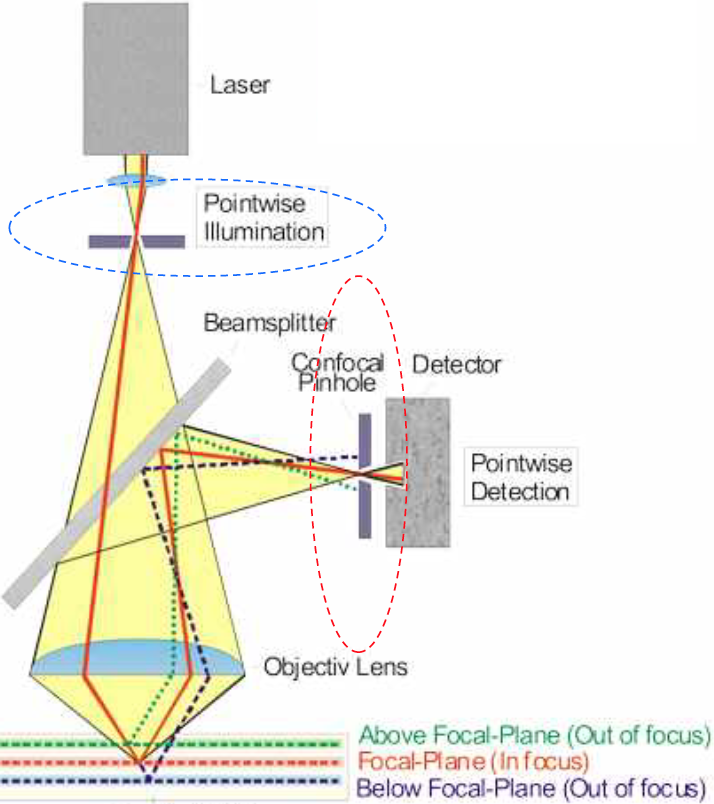 Laser
Pointwise
Illumination
Beamsplitter
Confocal
Pinhole
Detector
Pointwise
Detection
Objectiv Lens
Above Focal-Plane (Out of focus)
Focal-Plane (In focus)
Below Focal-Plane (Out of focus)